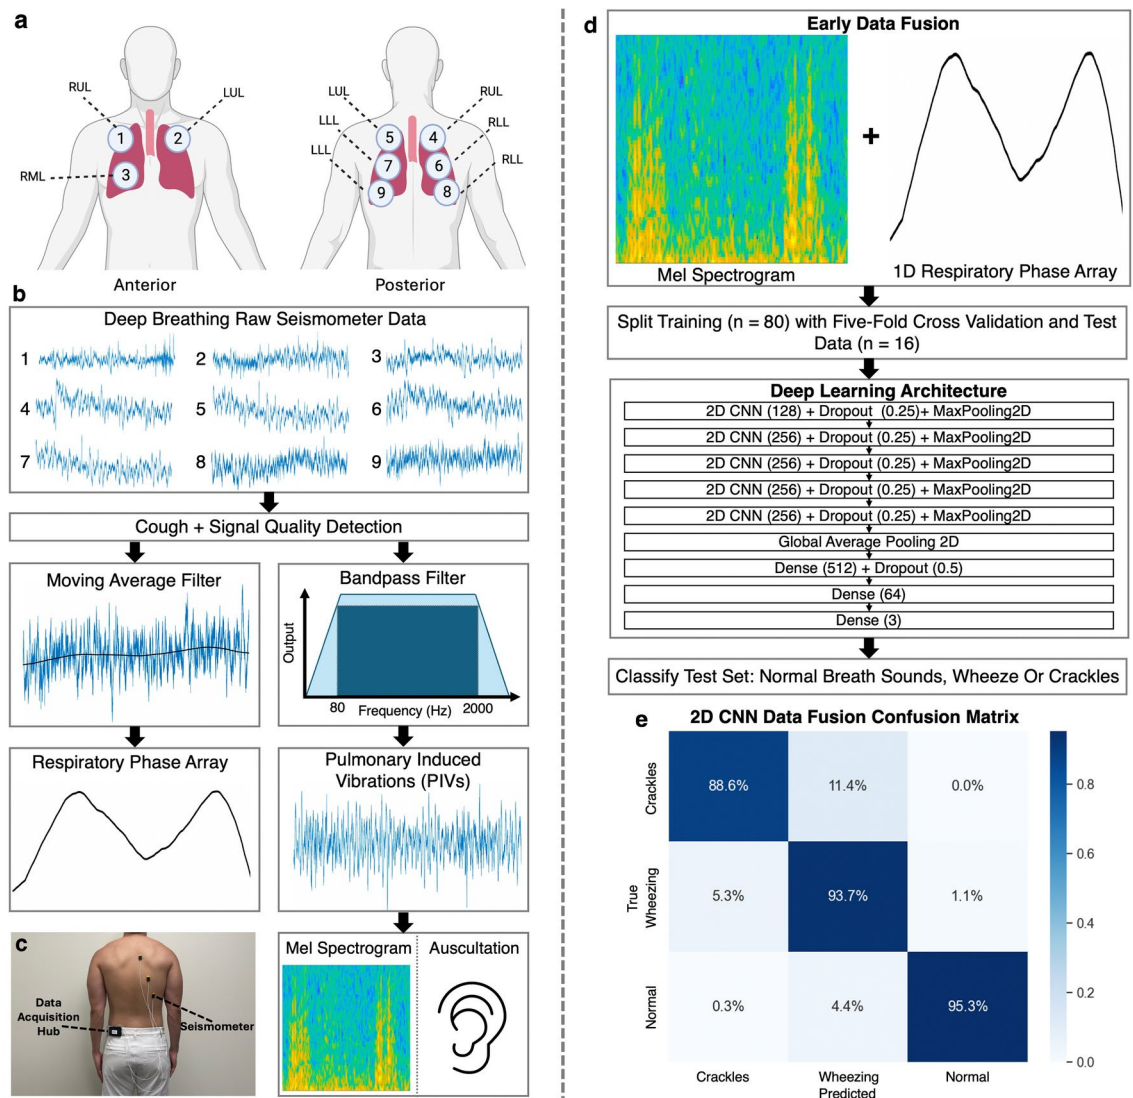 a
RUL
LUL
1
2
3
RML
Anterior
LUL
RUL
LLL
RLL
LLL
RLL
5
4
7
6
9
8
Posterior
b
Deep Breathing Raw Seismometer Data
1
2
3
4
5
6
7
8
9
Cough + Signal Quality Detection
Moving Average Filter
Bandpass Filter
Output
80
Frequency (Hz)
2000
Respiratory Phase Array
Pulmonary Induced
Vibrations (PIVs)
c
Data
Acquisition
Hub
Seismometer
Mel Spectrogram
Auscultation
d
Early Data Fusion
+
Mel Spectrogram
1D Respiratory Phase Array
Split Training (n = 80) with Five-Fold Cross Validation and Test
Data (n = 16)
Deep Learning Architecture
2D CNN (128) + Dropout (0.25)+ MaxPooling2D
2D CNN (256) + Dropout (0.25) + MaxPooling2D
2D CNN (256) + Dropout (0.25) + MaxPooling2D
2D CNN (256) + Dropout (0.25) + MaxPooling2D
2D CNN (256) + Dropout (0.25) + MaxPooling2D
Global Average Pooling 2D
Dense (512) + Dropout (0.5)
Dense (64)
Dense (3)
Classify Test Set: Normal Breath Sounds, Wheeze Or Crackles
e
2D CNN Data Fusion Confusion Matrix
Crackles
88.6%
11.4%
0.0%
True
Wheezing
5.3%
93.7%
1.1%
Normal
0.3%
4.4%
95.3%
Crackles
Wheezing
Normal
Predicted
0.8
0.6
0.4
0.2
0.0